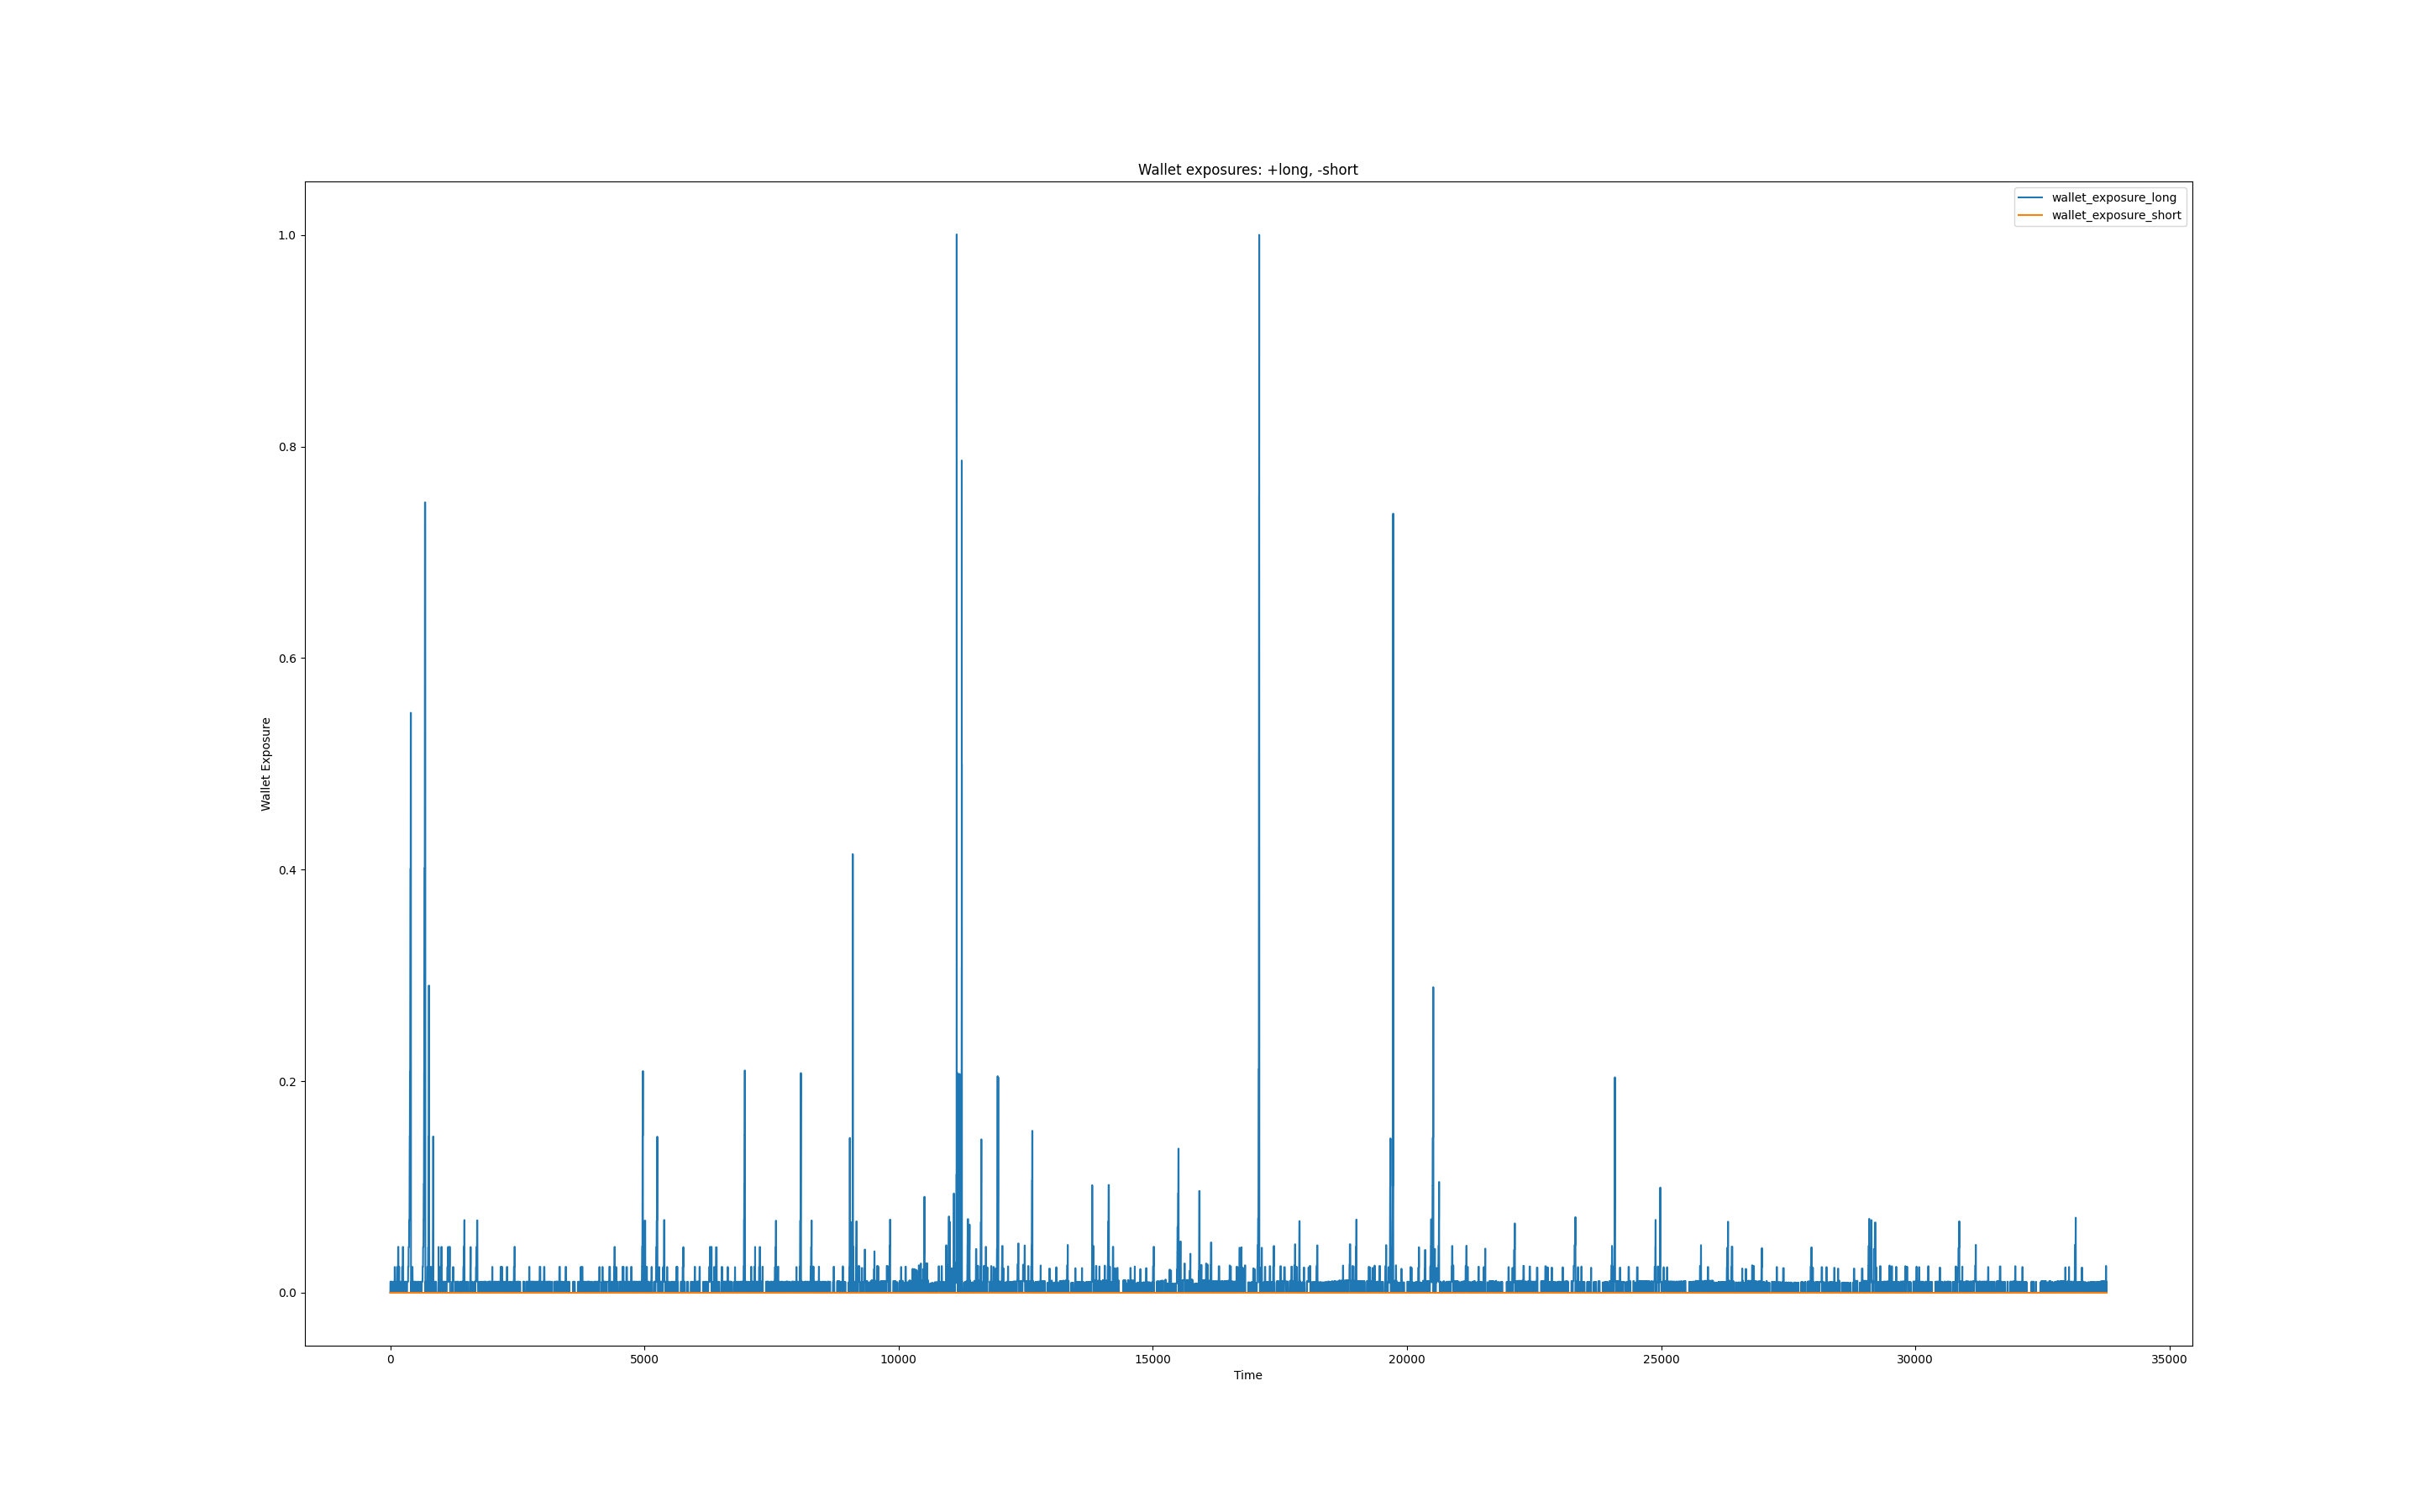 Wallet exposures: +long, -short
wallet_exposure_long
wallet_exposure_short
1.0
0.8
0.6
0.4
0.2
0.0
Wallet Exposure
0 5000 10000 15000 20000 25000 30000 35000
Time